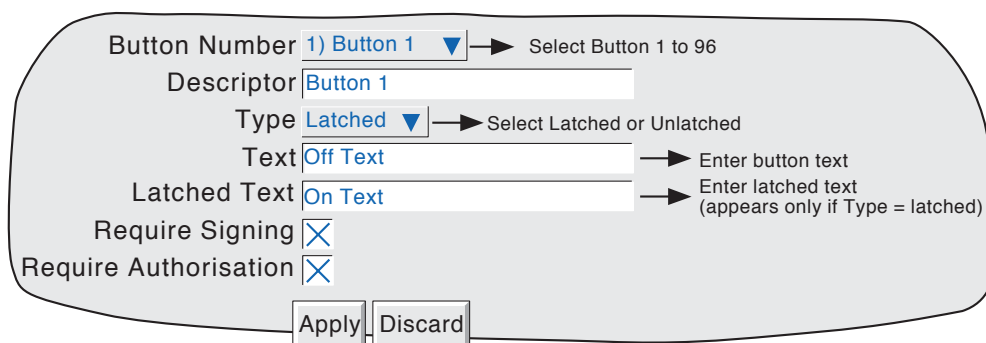 Button Number 1) Button 1 Select Button 1 to 96
Descriptor Button 1
Type Latched Select Latched or Unlatched
Text Off Text Enter button text
Latched Text On Text Enter latched text
(appears only if Type = latched)
Require Signing
Require Authorisation
Apply Discard